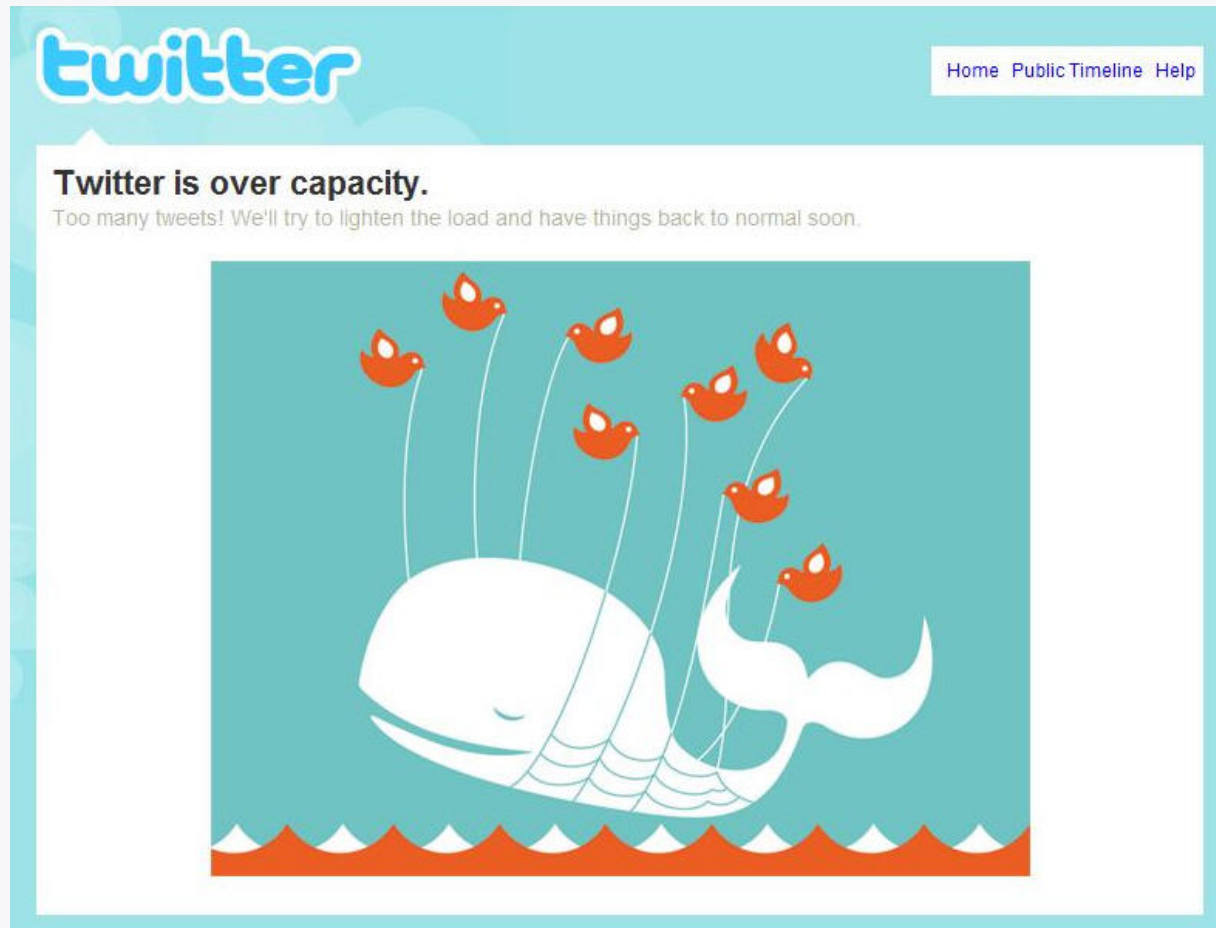 twitter
Home Public Timeline Help
Twitter is over capacity.
Too many tweets! We'll try to lighten the load and have things back to normal soon.